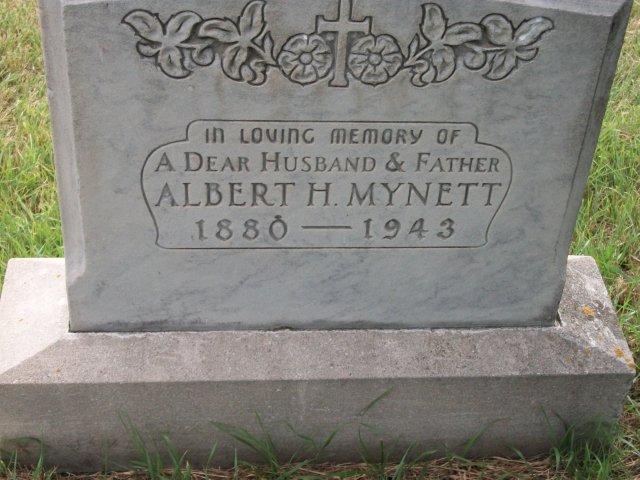 IN LOVING MEMORY OF
A DEAR HUSBAND & FATHER
ALBERT H. MYNETT
1880 — 1943